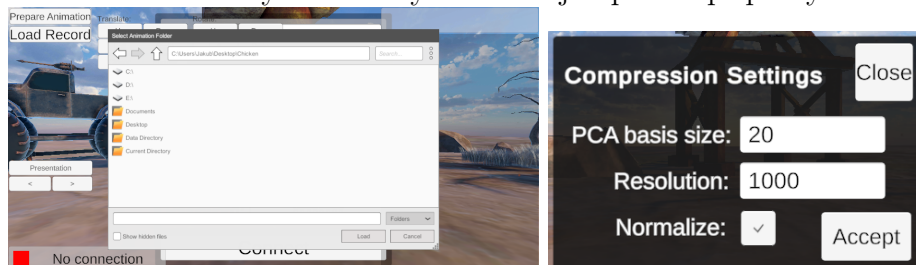 Prepare Animation
Load Record
Select Animation Folder
C:\Users\Jakub\Desktop\Chicken
Search...
C:\
D:\
E:\
Documents
Desktop
Data Directory
Current Directory
Presentation
<
>
Folders
Show hidden files
Load
Cancel
No connection
Connect
Compression Settings
Close
PCA basis size:
20
Resolution:
1000
Normalize:
Accept